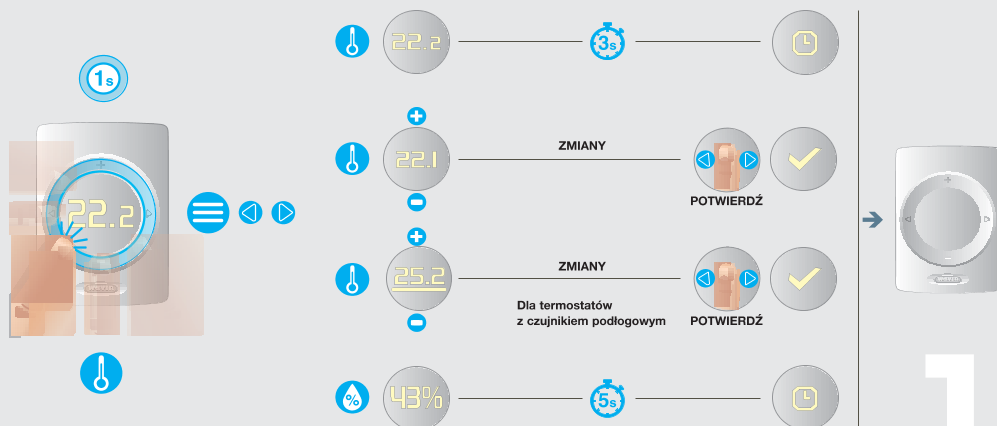 22.2
3s
1s
22.1
ZMIANY
POTWIERDŹ
22.2
25.2
ZMIANY
Dla termostatów
z czujnikiem podłogowym
POTWIERDŹ
43%
5s
1